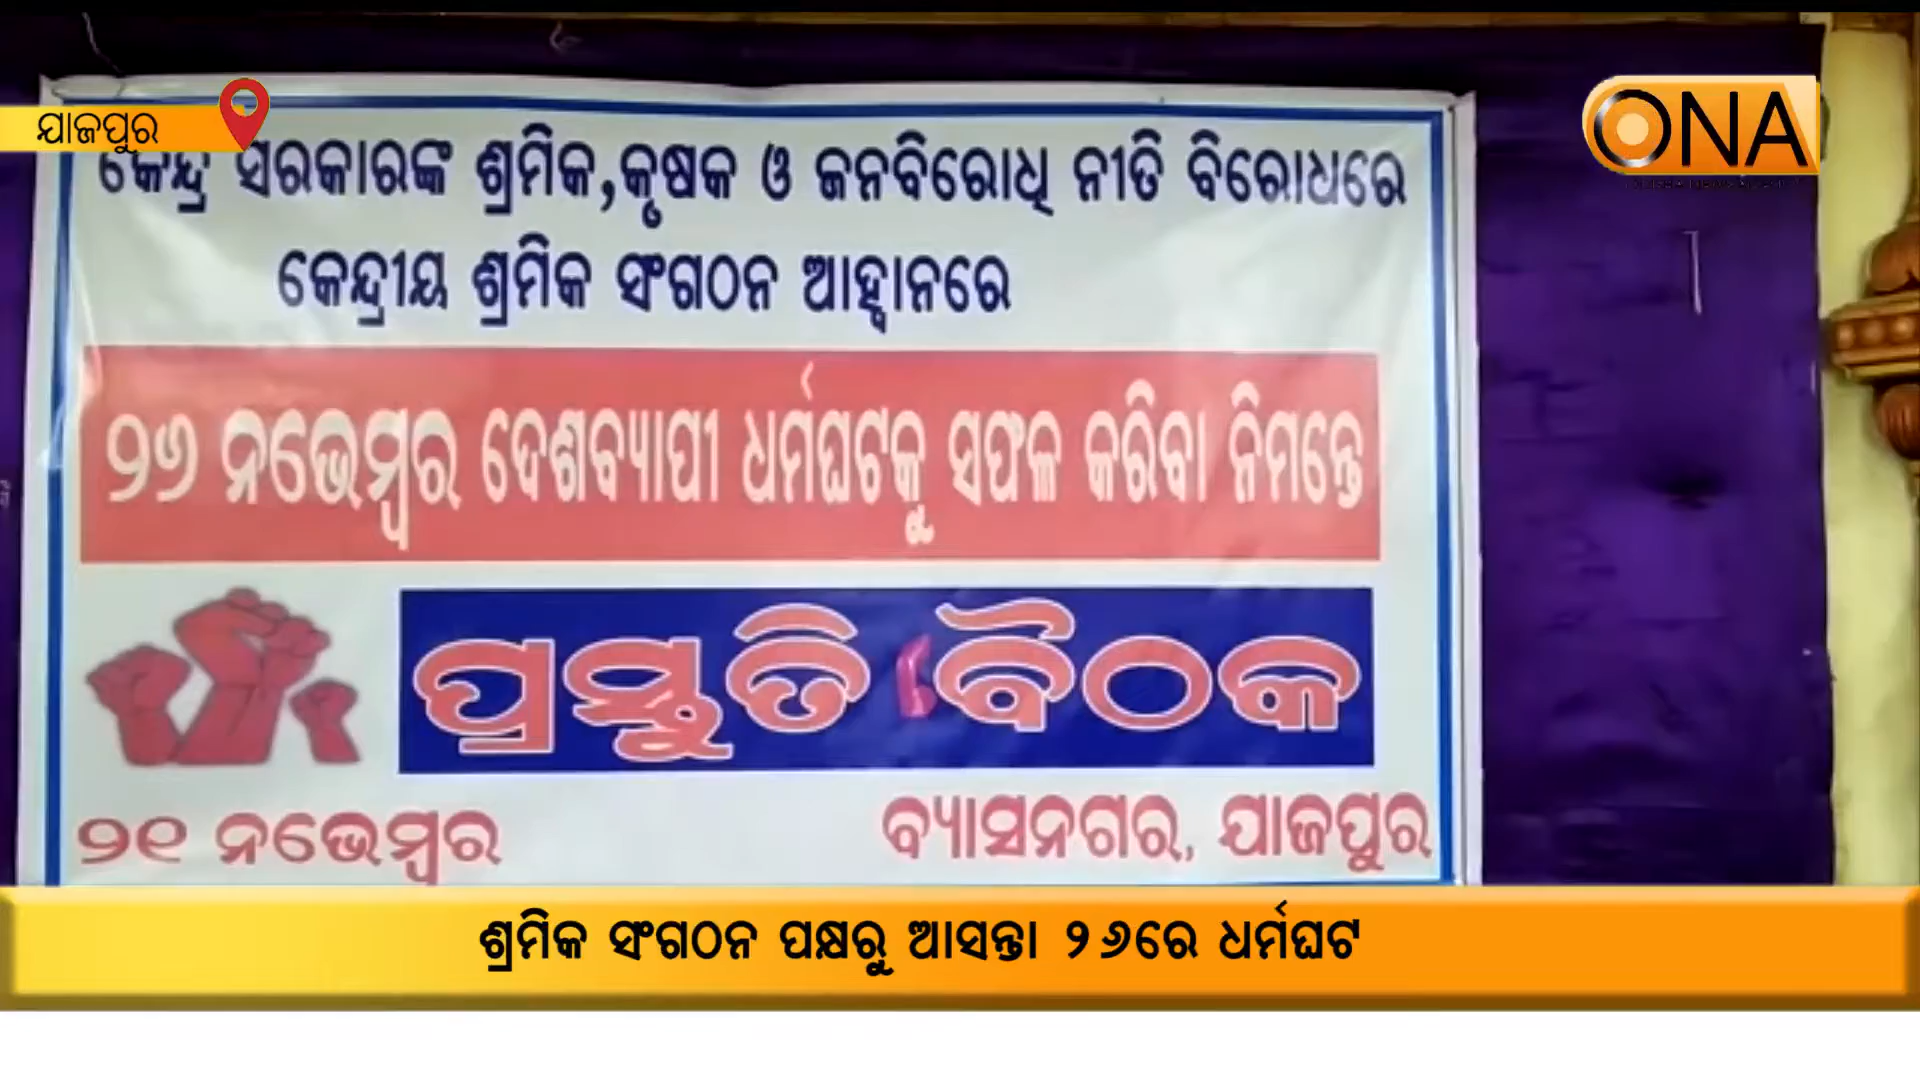 ଯାଜପୁର
ONA
କେନ୍ଦ୍ର ସରକାରଙ୍କ ଶ୍ରମିକ,କୃଷକ ଓ ଜନବିରୋଧି ନୀତି ବିରୋଧରେ
କେନ୍ଦ୍ରୀୟ ଶ୍ରମିକ ସଂଗଠନ ଆହ୍ବାନରେ
୨୬ ନଭେମ୍ବର ଦେଶବ୍ୟାପୀ ଧର୍ମଘଟକୁ ସଫଳ କରିବା ନିମନ୍ତେ
ପ୍ରସ୍ତୁତି ବୈଠକ
୨୧ ନଭେମ୍ବର
ବ୍ୟାସନଗର, ଯାଜପୁର
ଶ୍ରମିକ ସଂଗଠନ ପକ୍ଷରୁ ଆସନ୍ତା ୨୬ରେ ଧର୍ମଘଟ